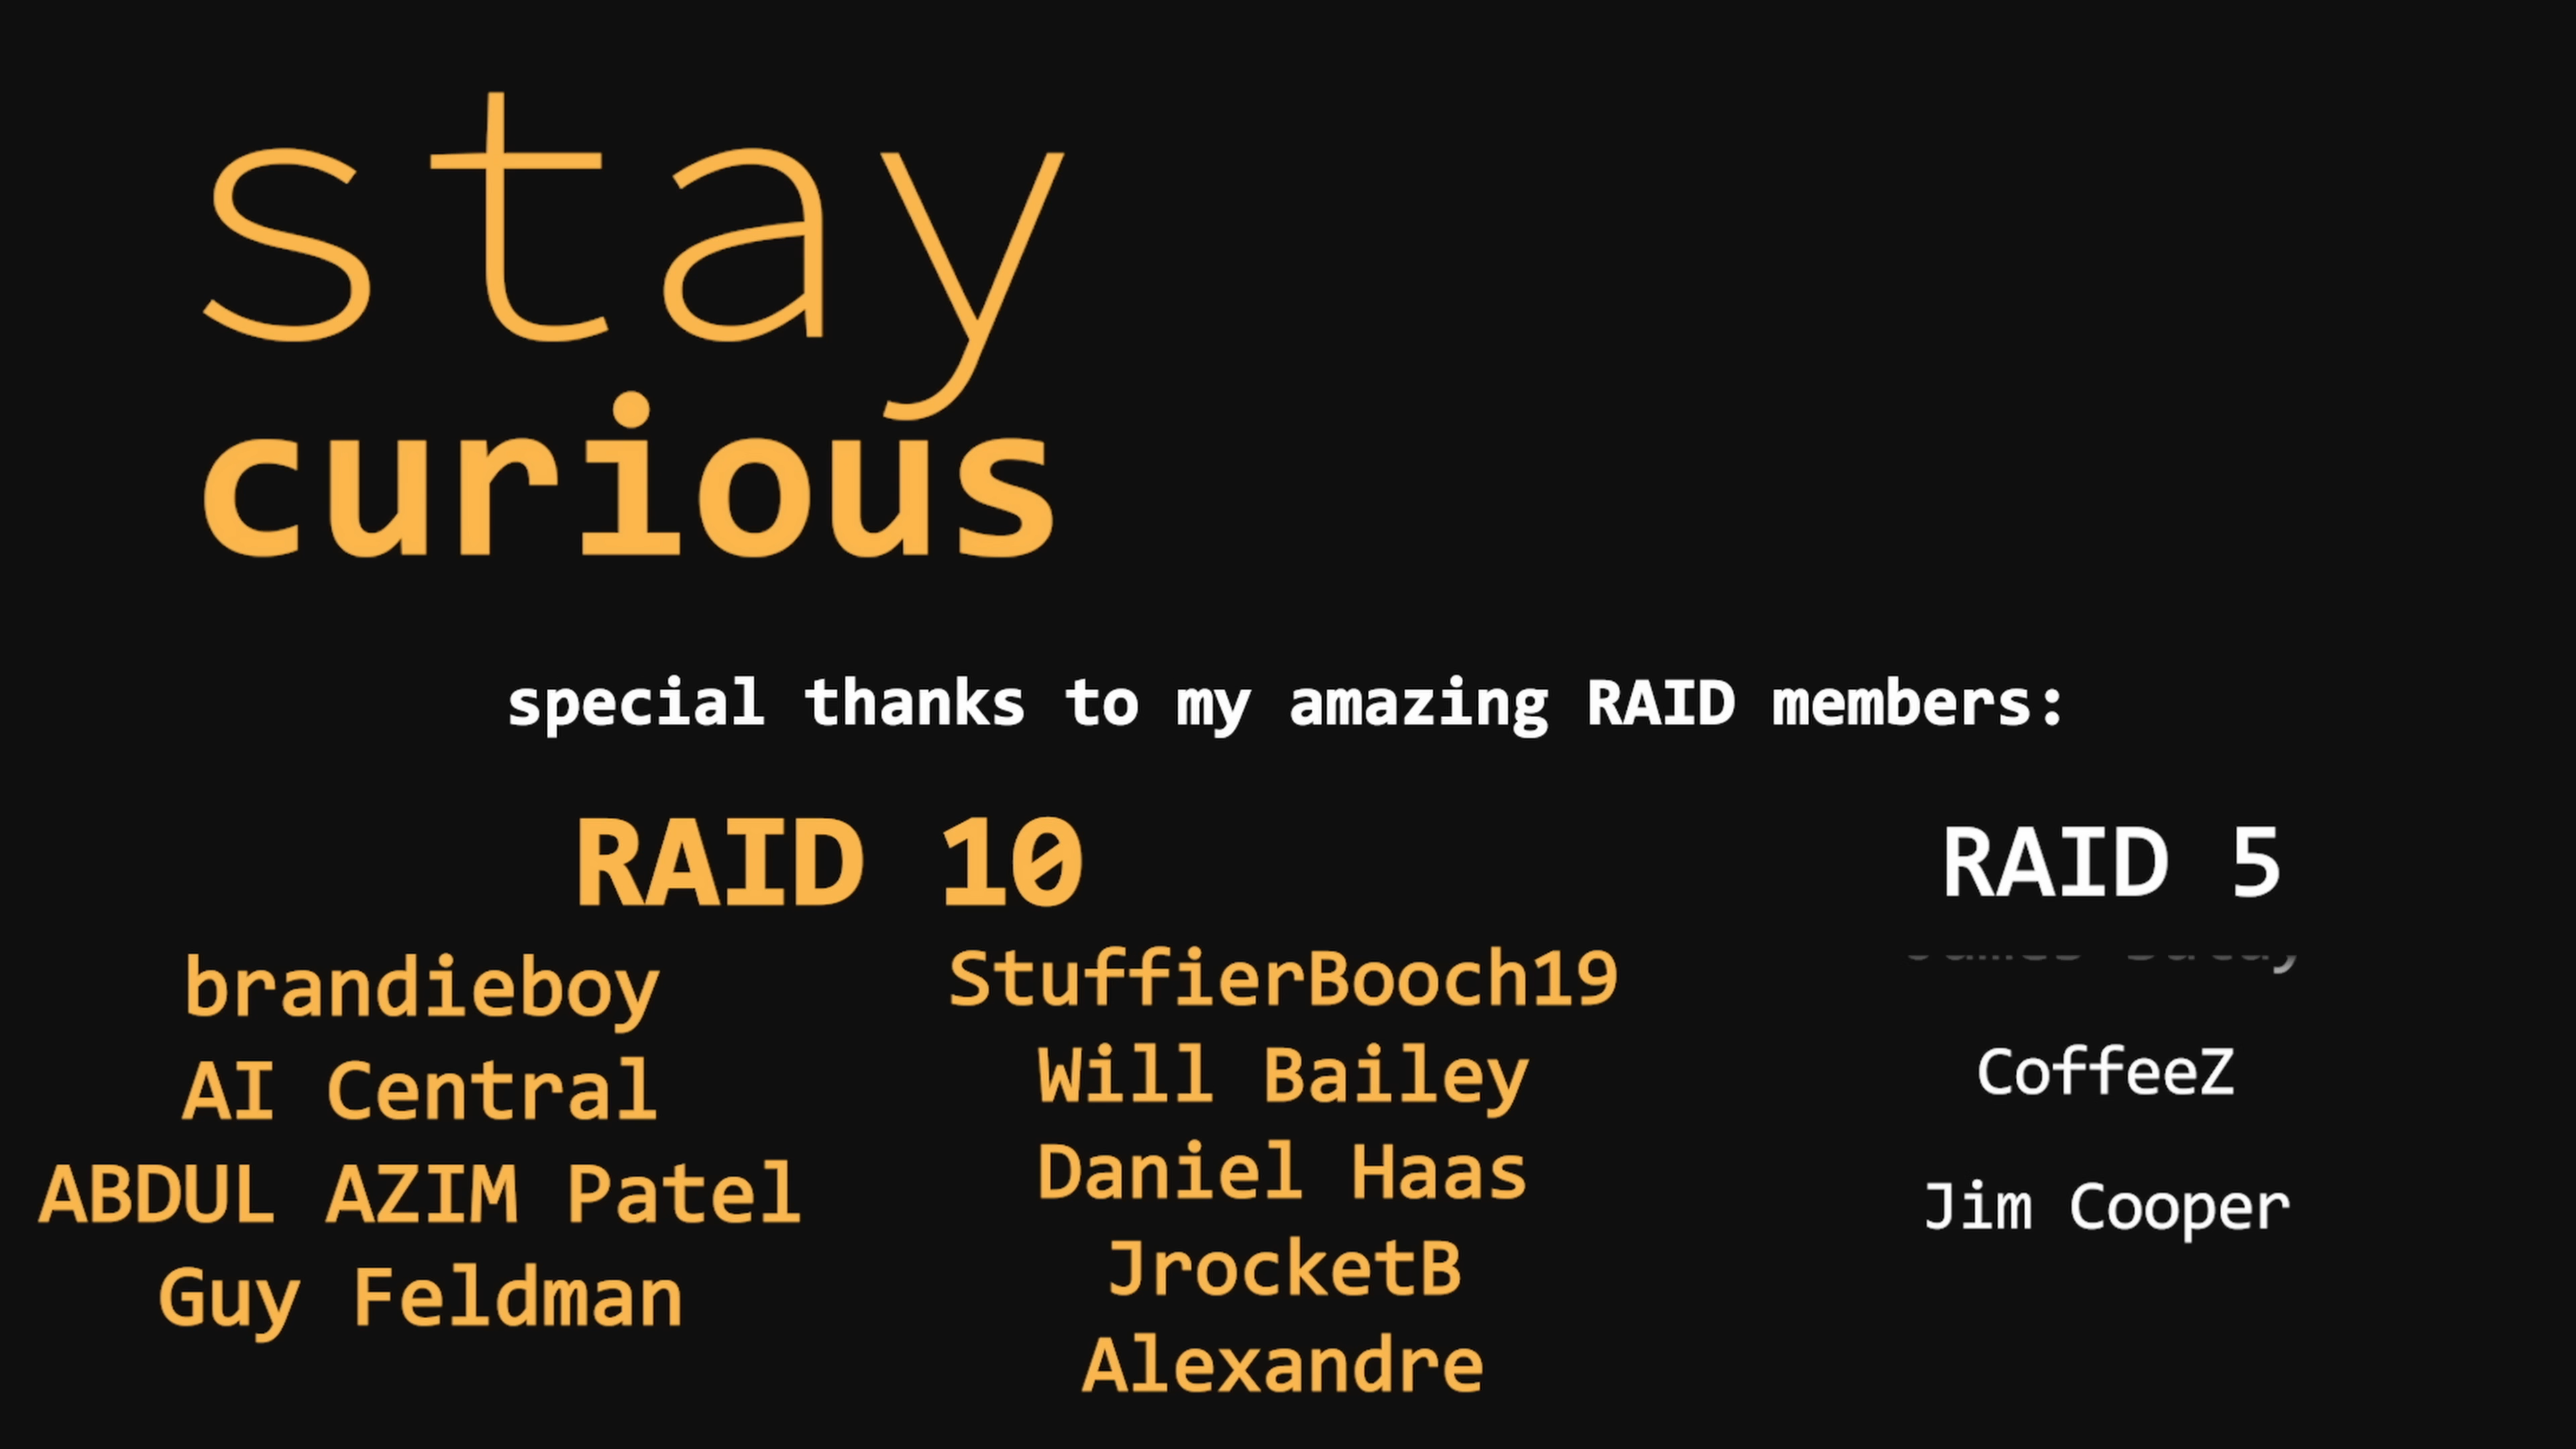 stay
curious
special thanks to my amazing RAID members:
RAID 10
brandieboy
AI Central
ABDUL AZIM Patel
Guy Feldman
StuffierBooch19
Will Bailey
Daniel Haas
JrocketB
Alexandre
RAID 5
CoffeeZ
Jim Cooper